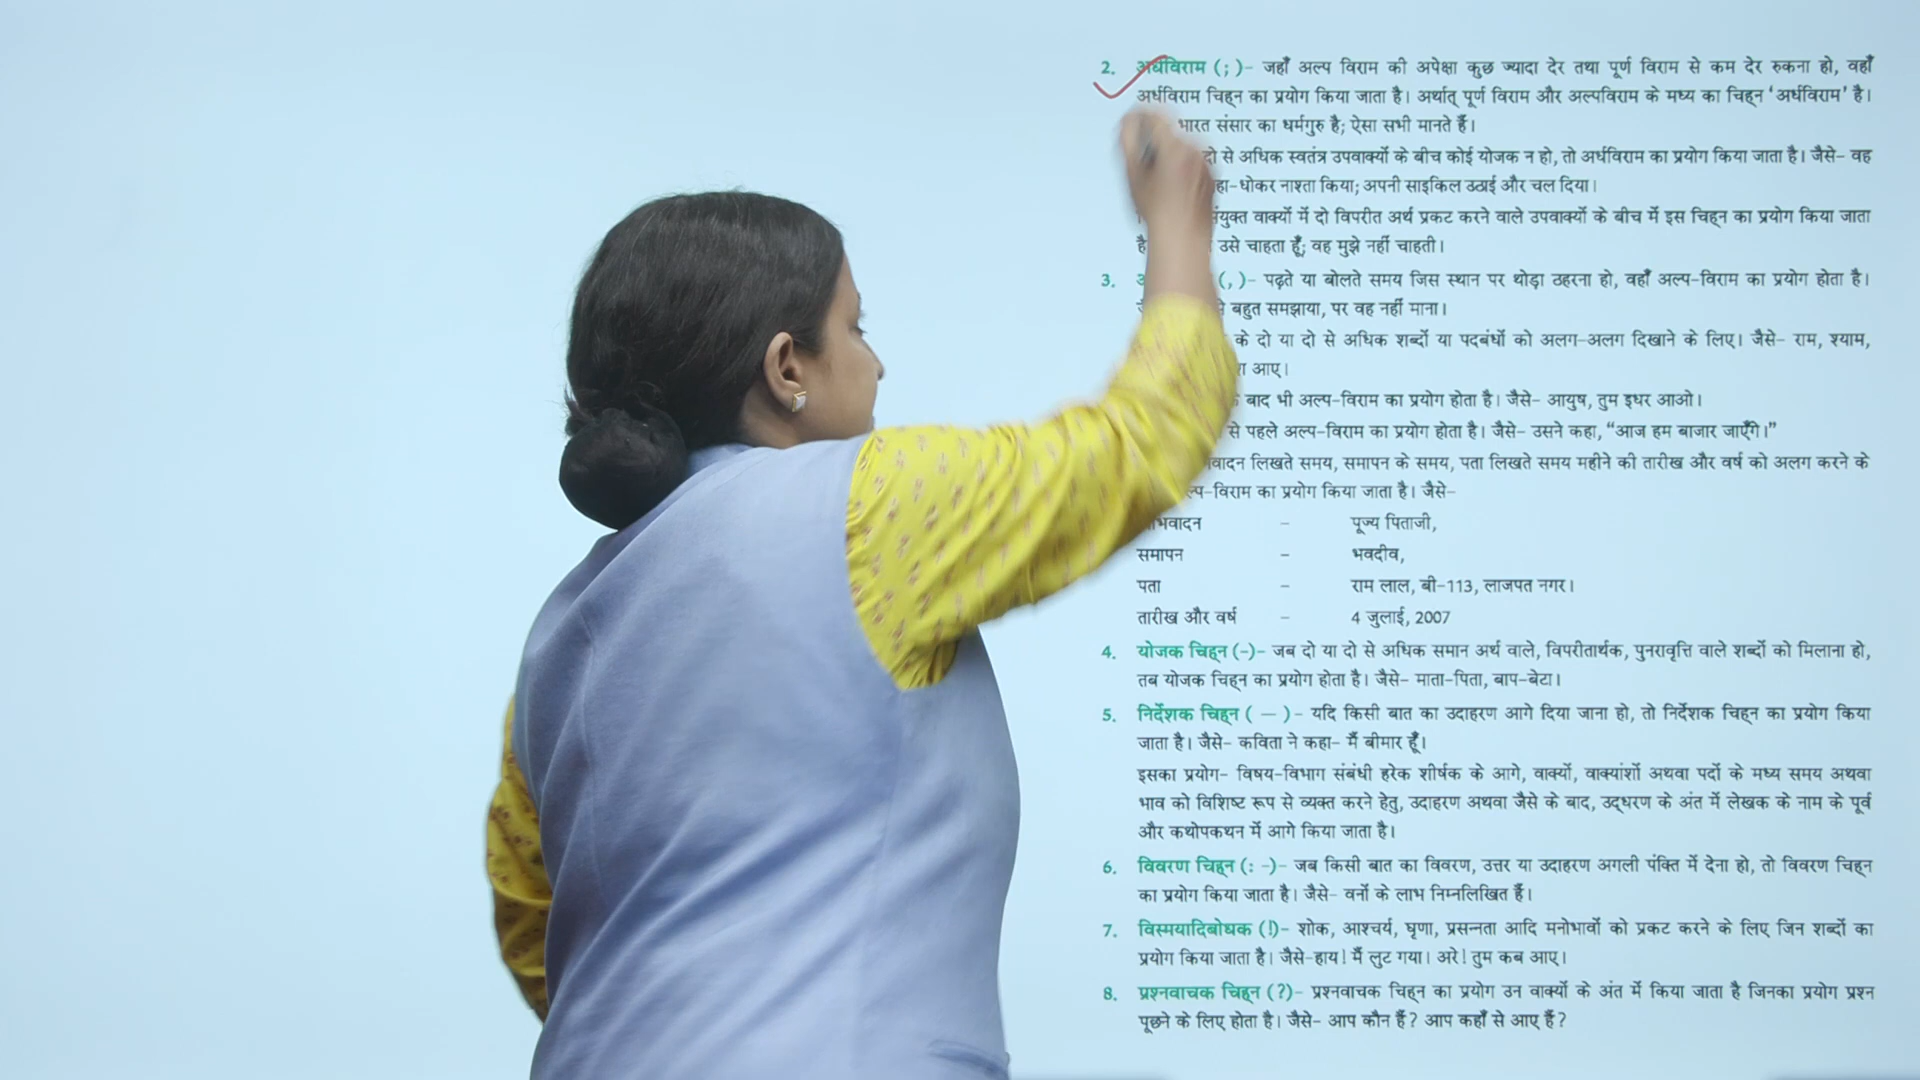 2. अर्धविराम (;)- जहाँ अल्प विराम की अपेक्षा कुछ ज्यादा देर तथा पूर्ण विराम से कम देर रुकना हो, वहाँ
अर्धविराम चिह्न का प्रयोग किया जाता है। अर्थात् पूर्ण विराम और अल्पविराम के मध्य का चिह्न 'अर्धविराम' है।
भारत संसार का धर्मगुरु है; ऐसा सभी मानते हैं।
दो से अधिक स्वतंत्र उपवाक्यों के बीच कोई योजक न हो, तो अर्धविराम का प्रयोग किया जाता है। जैसे- वह
-धोकर नाश्ता किया; अपनी साइकिल उठाई और चल दिया।
वाक्यों में दो विपरीत अर्थ प्रकट करने वाले उपवाक्यों के बीच में इस चिह्न का प्रयोग किया जाता
है उसे चाहता हूँ; वह मुझे नहीं चाहती।
3. (,)- पढ़ते या बोलते समय जिस स्थान पर थोड़ा ठहरना हो, वहाँ अल्प-विराम का प्रयोग होता है।
बहुत समझाया, पर वह नहीं माना।
के दो या दो से अधिक शब्दों या पदबंधों को अलग-अलग दिखाने के लिए। जैसे- राम, श्याम,
आए।
बाद भी अल्प-विराम का प्रयोग होता है। जैसे- आयुष, तुम इधर आओ।
से पहले अल्प-विराम का प्रयोग होता है। जैसे- उसने कहा, “आज हम बाजार जाएँगे।”
लिखते समय, समापन के समय, पता लिखते समय महीने की तारीख और वर्ष को अलग करने के
-विराम का प्रयोग किया जाता है। जैसे-
– पूज्य पिताजी,
समापन – भवदीव,
पता – राम लाल, बी-113, लाजपत नगर।
तारीख और वर्ष – 4 जुलाई, 2007
4. योजक चिह्न (-)- जब दो या दो से अधिक समान अर्थ वाले, विपरीतार्थक, पुनरावृत्ति वाले शब्दों को मिलाना हो,
तब योजक चिह्न का प्रयोग होता है। जैसे- माता-पिता, बाप-बेटा।
5. निर्देशक चिह्न ( — )- यदि किसी बात का उदाहरण आगे दिया जाना हो, तो निर्देशक चिह्न का प्रयोग किया
जाता है। जैसे- कविता ने कहा- मैं बीमार हूँ।
इसका प्रयोग- विषय-विभाग संबंधी हरेक शीर्षक के आगे, वाक्यों, वाक्यांशों अथवा पदों के मध्य समय अथवा
भाव को विशिष्ट रूप से व्यक्त करने हेतु, उदाहरण अथवा जैसे के बाद, उद्धरण के अंत में लेखक के नाम के पूर्व
और कथोपकथन में आगे किया जाता है।
6. विवरण चिह्न (: -)- जब किसी बात का विवरण, उत्तर या उदाहरण अगली पंक्ति में देना हो, तो विवरण चिह्न
का प्रयोग किया जाता है। जैसे- वनों के लाभ निम्नलिखित हैं।
7. विस्मयादिबोधक (!)- शोक, आश्चर्य, घृणा, प्रसन्नता आदि मनोभावों को प्रकट करने के लिए जिन शब्दों का
प्रयोग किया जाता है। जैसे-हाय! मैं लुट गया। अरे! तुम कब आए।
8. प्रश्नवाचक चिह्न (?)- प्रश्नवाचक चिह्न का प्रयोग उन वाक्यों के अंत में किया जाता है जिनका प्रयोग प्रश्न
पूछने के लिए होता है। जैसे- आप कौन हैं? आप कहाँ से आए हैं?